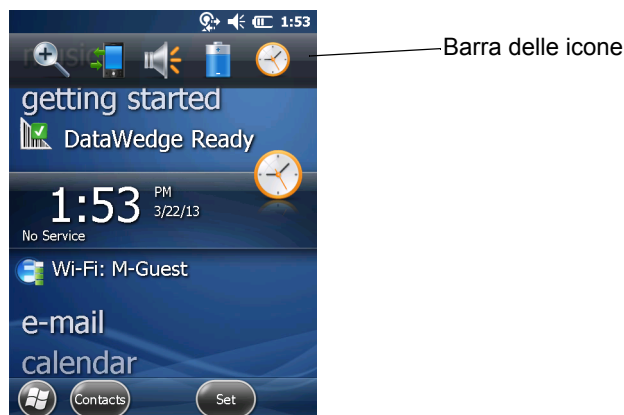 1:53
music
Barra delle icone
getting started
DataWedge Ready
1:53 PM
3/22/13
No Service
Wi-Fi: M-Guest
e-mail
calendar
Contacts
Set